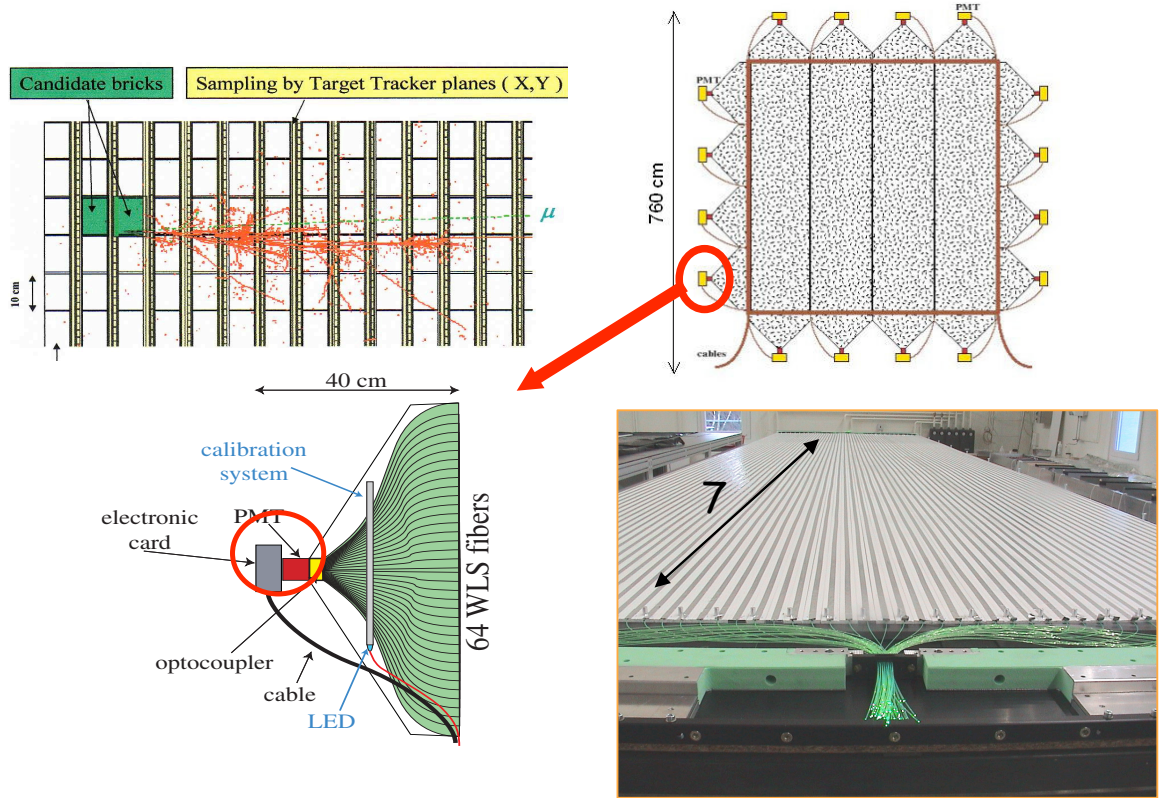 Candidate bricks
Sampling by Target Tracker planes ( X,Y )
μ
10 cm
PMT
PMT
760 cm
cables
40 cm
calibration
system
electronic
card
PMT
64 WLS fibers
optocoupler
cable
LED
7